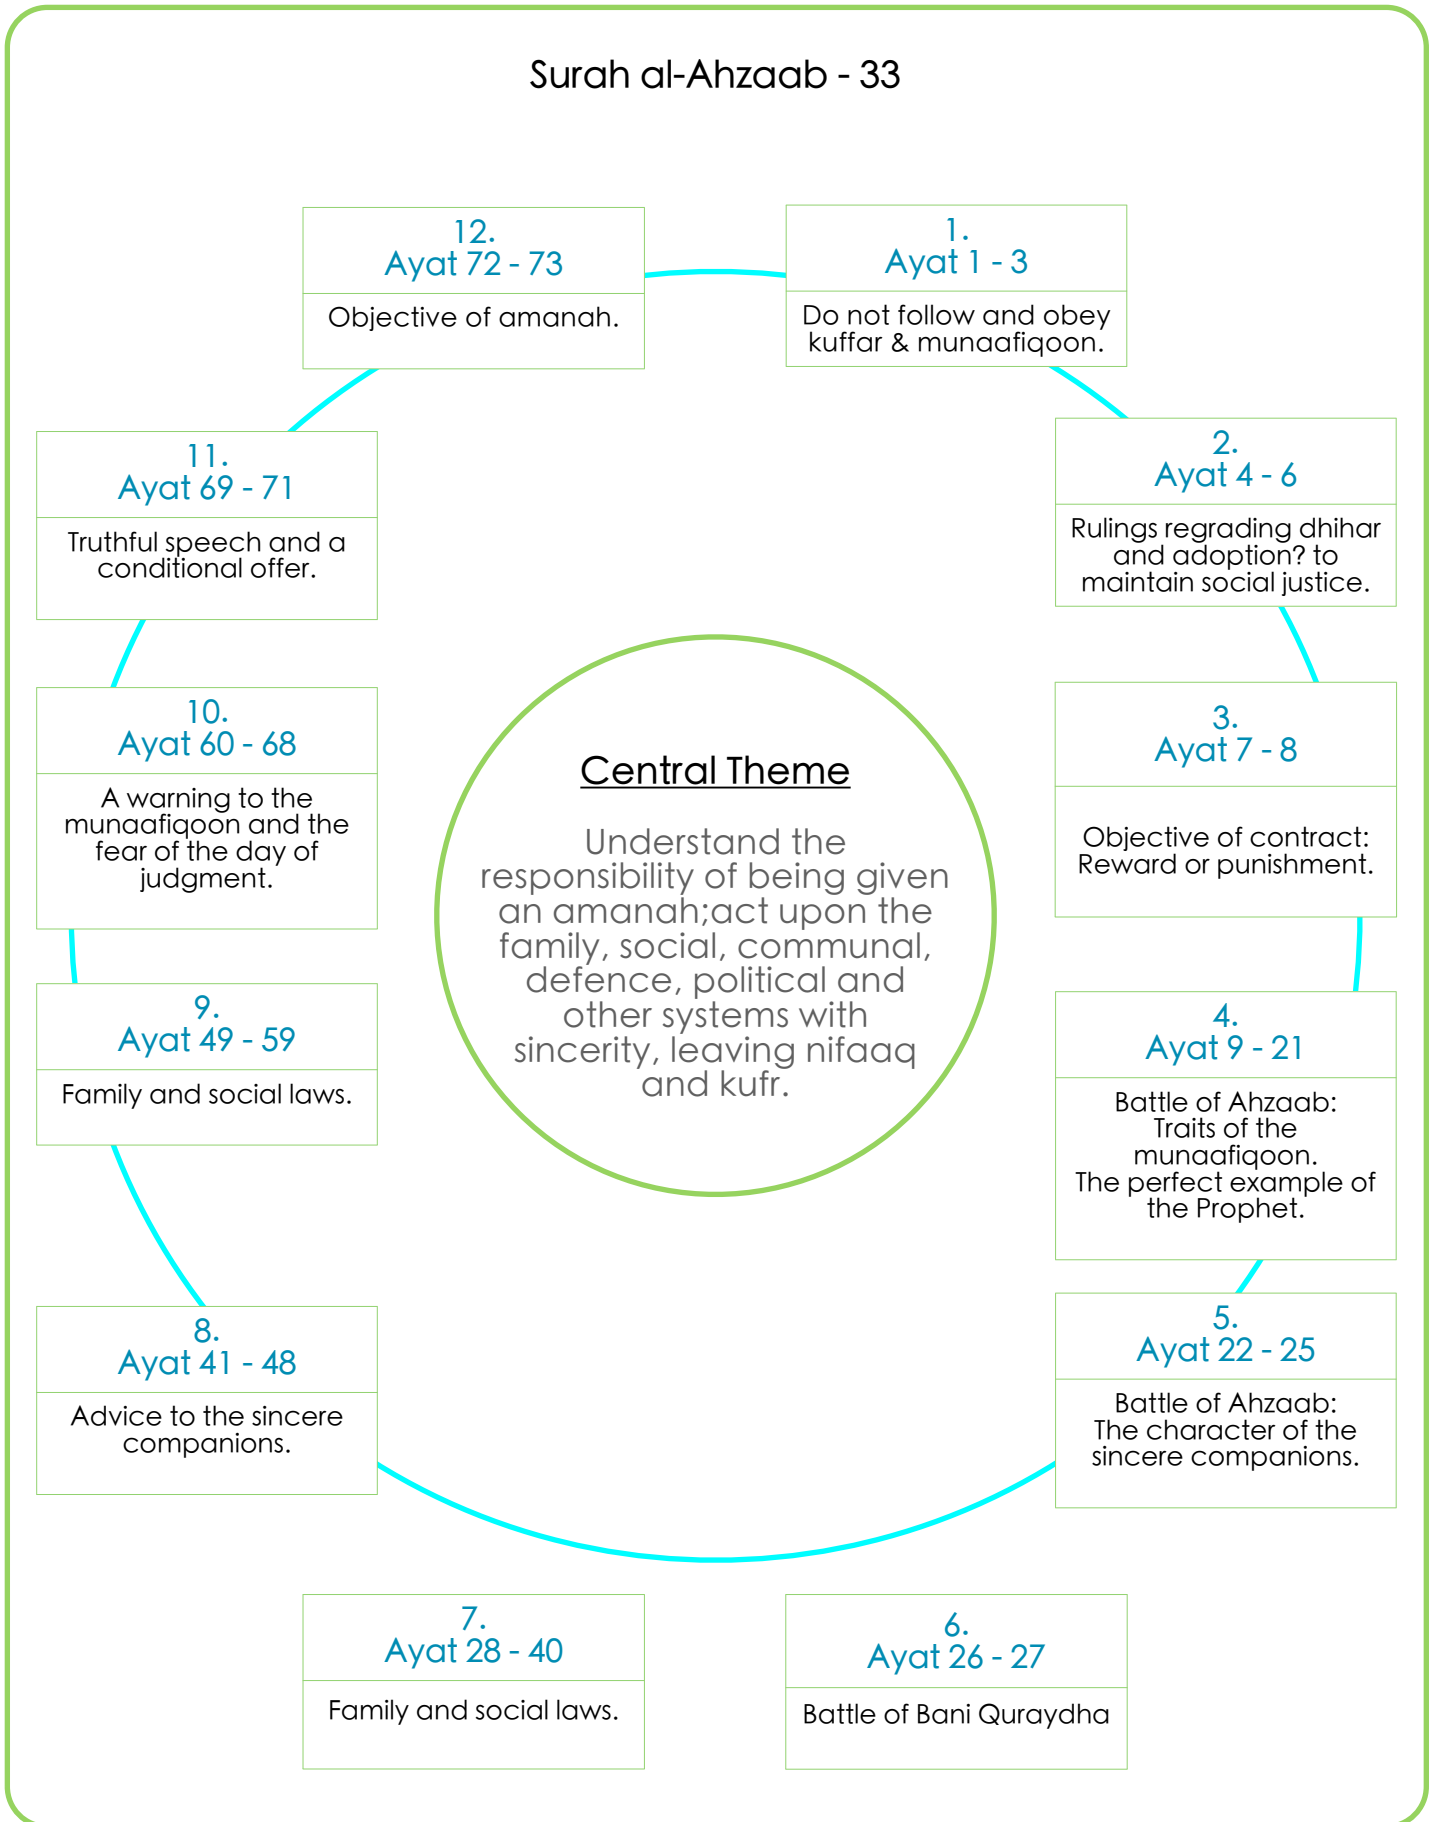 Surah al-Ahzaab - 33
1.
Ayat 1 - 3
Do not follow and obey
kuffar & munaafiqoon.
2.
Ayat 4 - 6
Rulings regrading dhihar
and adoption? to
maintain social justice.
3.
Ayat 7 - 8
Objective of contract:
Reward or punishment.
4.
Ayat 9 - 21
Battle of Ahzaab:
Traits of the
munaafiqoon.
The perfect example of
the Prophet.
5.
Ayat 22 - 25
Battle of Ahzaab:
The character of the
sincere companions.
6.
Ayat 26 - 27
Battle of Bani Quraydha
7.
Ayat 28 - 40
Family and social laws.
8.
Ayat 41 - 48
Advice to the sincere
companions.
9.
Ayat 49 - 59
Family and social laws.
10.
Ayat 60 - 68
A warning to the
munaafiqoon and the
fear of the day of
judgment.
11.
Ayat 69 - 71
Truthful speech and a
conditional offer.
12.
Ayat 72 - 73
Objective of amanah.
Central Theme
Understand the
responsibility of being given
an amanah;act upon the
family, social, communal,
defence, political and
other systems with
sincerity, leaving nifaaq
and kufr.